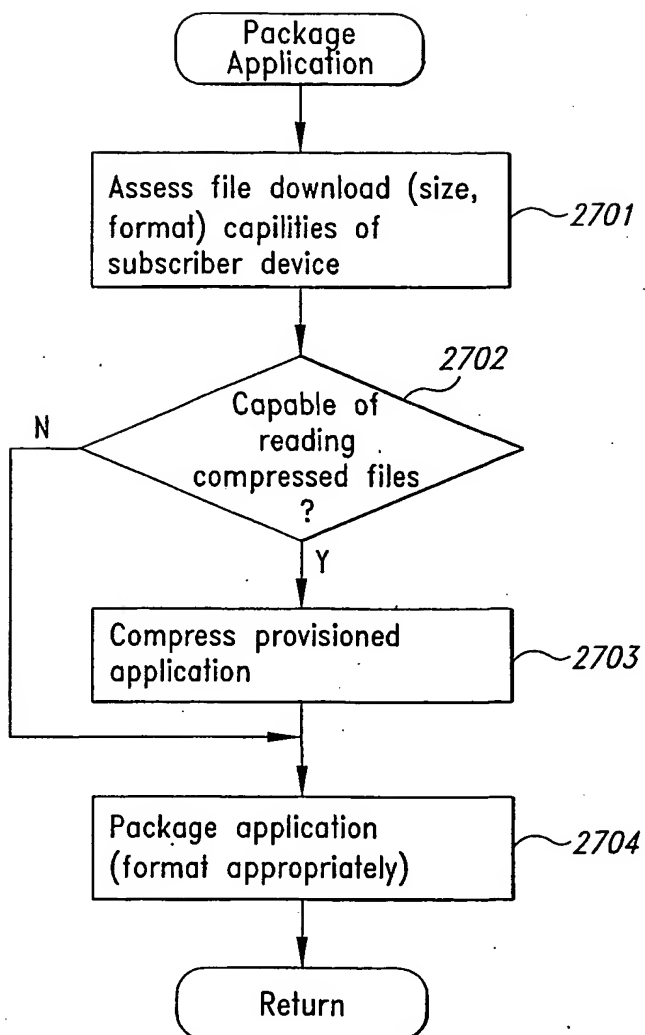 Package
Application
Assess file download (size,
format) capilities of
subscriber device
2701
2702
N
Capable of
reading
compressed files
?
Y
Compress provisioned
application
2703
Package application
(format appropriately)
2704
Return